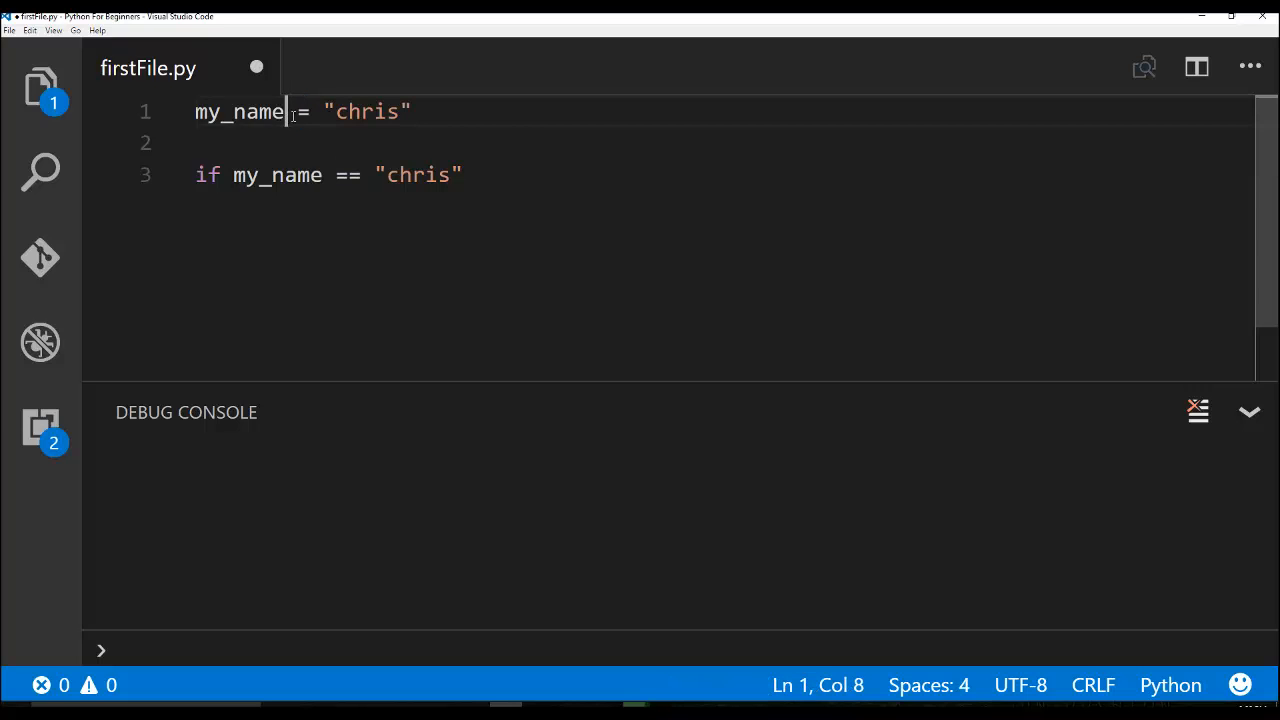 ● firstFile.py - Python For Beginners - Visual Studio Code
File Edit View Go Help
firstFile.py
1 my_name = "chris"
2
3 if my_name == "chris"
1
2
DEBUG CONSOLE
0 0 Ln 1, Col 8 Spaces: 4 UTF-8 CRLF Python